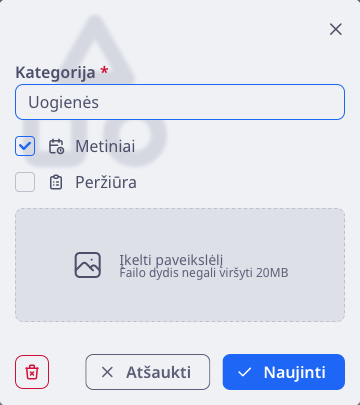 Kategorija *
Uogienės
Metiniai
Peržiūra
Įkelti paveikslėlį
Failo dydis negali viršyti 20MB
Atšaukti
Naujinti